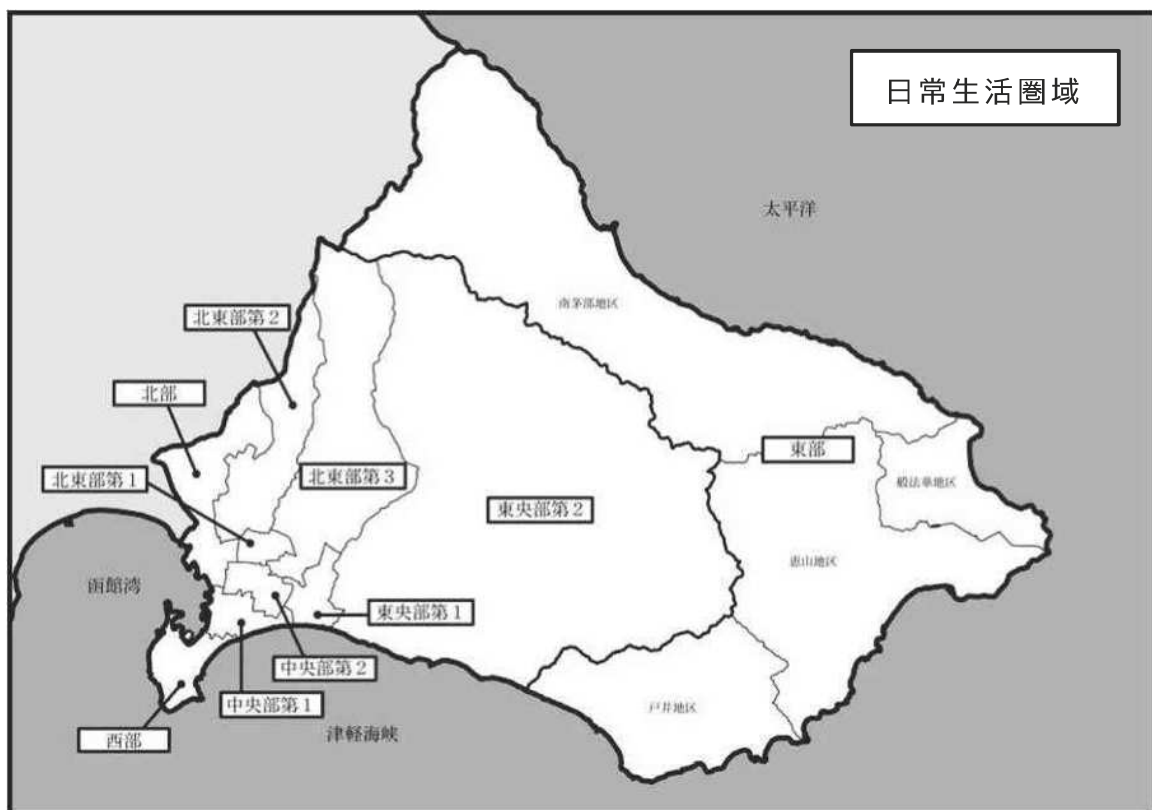 日常生活圏域
太平洋
南茅部地区
北東部第２
北部
東部
北東部第１
北東部第３
椴法華地区
東央部第２
恵山地区
函館湾
東央部第１
中央部第２
中央部第１
戸井地区
西部
津軽海峡